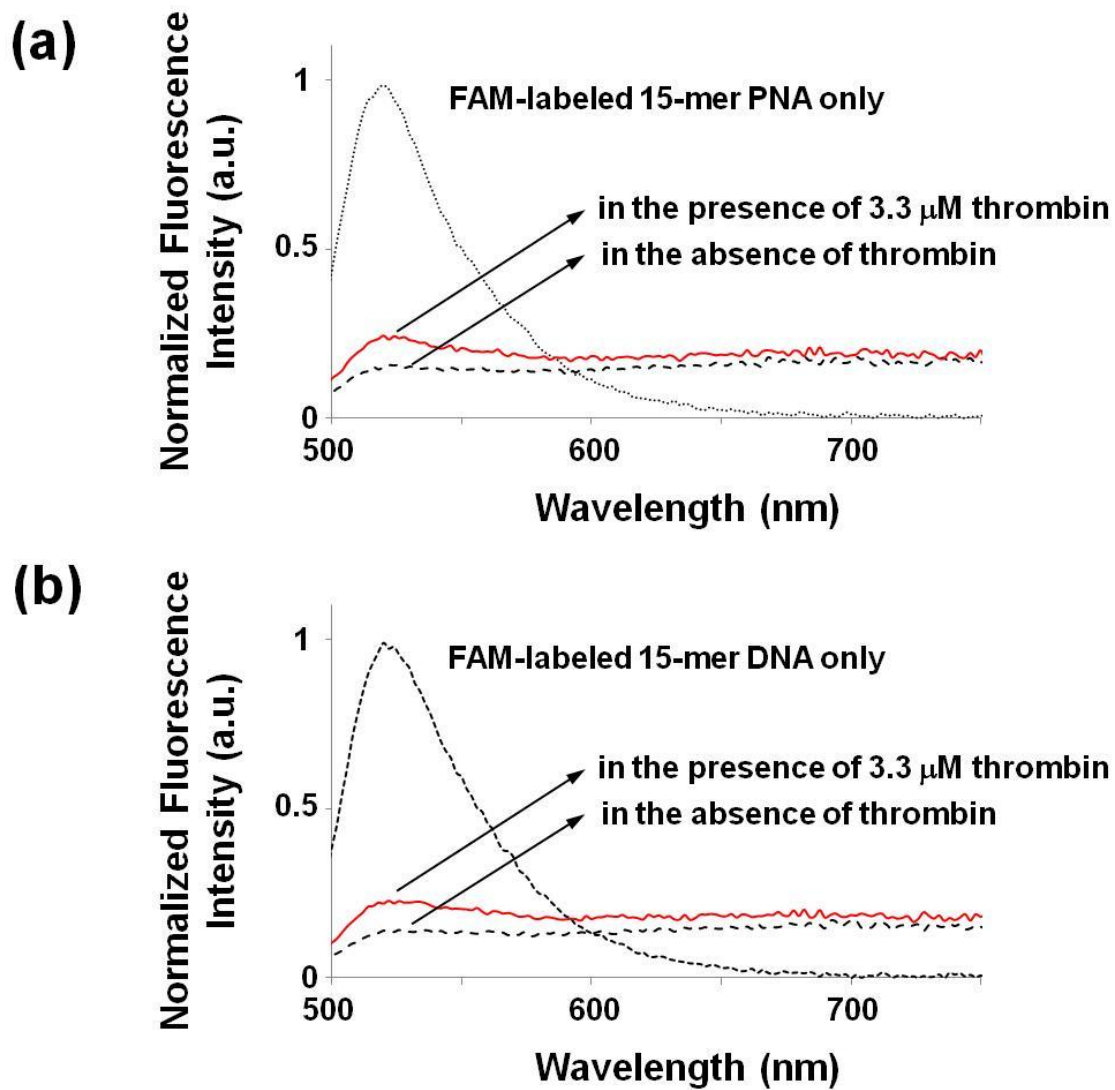 (a)
Normalized Fluorescence
Intensity (a.u.)
1
0.5
0
FAM-labeled 15-mer PNA only
in the presence of 3.3 μM thrombin
in the absence of thrombin
500 600 700
Wavelength (nm)
(b)
Normalized Fluorescence
Intensity (a.u.)
1
0.5
0
FAM-labeled 15-mer DNA only
in the presence of 3.3 μM thrombin
in the absence of thrombin
500 600 700
Wavelength (nm)